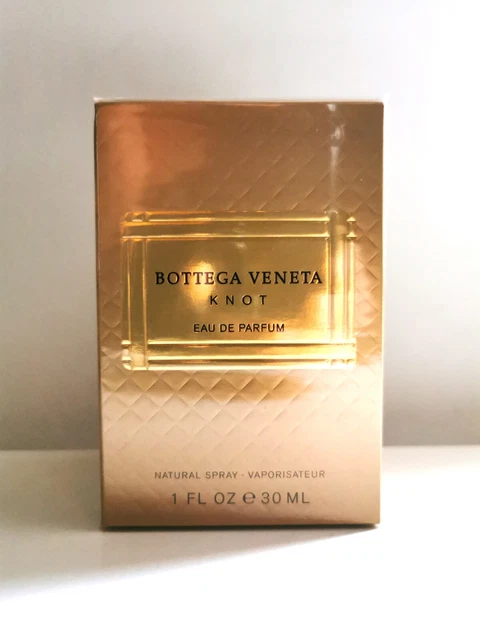 BOTTEGA VENETA
KNOT
EAU DE PARFUM
NATURAL SPRAY · VAPORISATEUR
1 FL OZ ℮ 30 ML